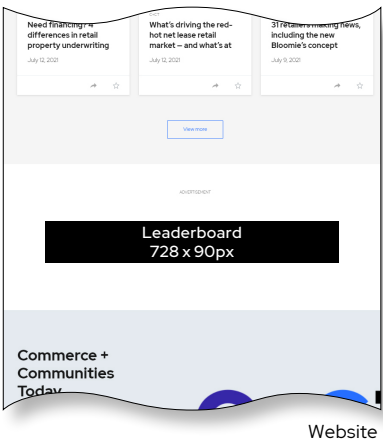 Need financing? 4
differences in retail
property underwriting
July 12, 2021
What's driving the red-
hot net lease retail
market – and what's at
July 12, 2021
31 retailers making news,
including the new
Bloomie's concept
July 9, 2021
View more
ADVERTISEMENT
Leaderboard
728 x 90px
Commerce +
Communities
Today
Website